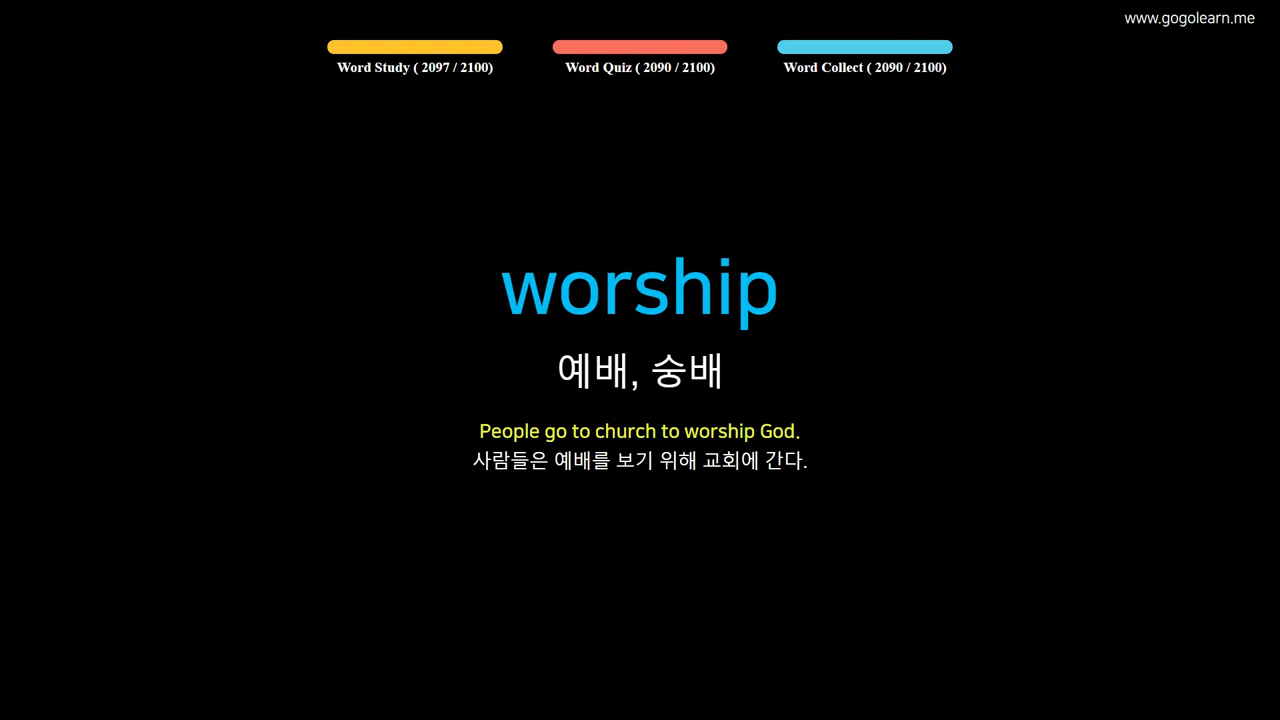 www.gogolearn.me
Word Study ( 2097 / 2100)
Word Quiz ( 2090 / 2100)
Word Collect ( 2090 / 2100)
worship
예배, 숭배
People go to church to worship God.
사람들은 예배를 보기 위해 교회에 간다.